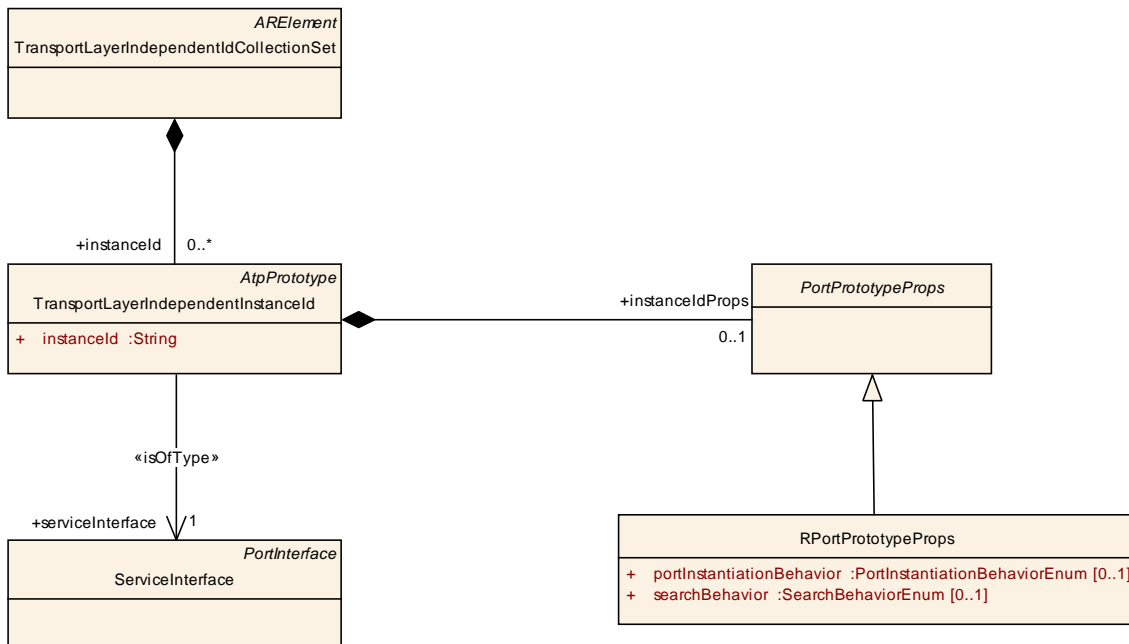 ARElement
TransportLayerIndependentIdCollectionSet
+instanceId 0..*
AtpPrototype
TransportLayerIndependentInstanceId
+ instanceId :String
+instanceIdProps
0..1
PortPrototypeProps
«isOfType»
+serviceInterface 1
PortInterface
ServiceInterface
RPortPrototypeProps
+ portInstantiationBehavior :PortInstantiationBehaviorEnum [0..1]
+ searchBehavior :SearchBehaviorEnum [0..1]